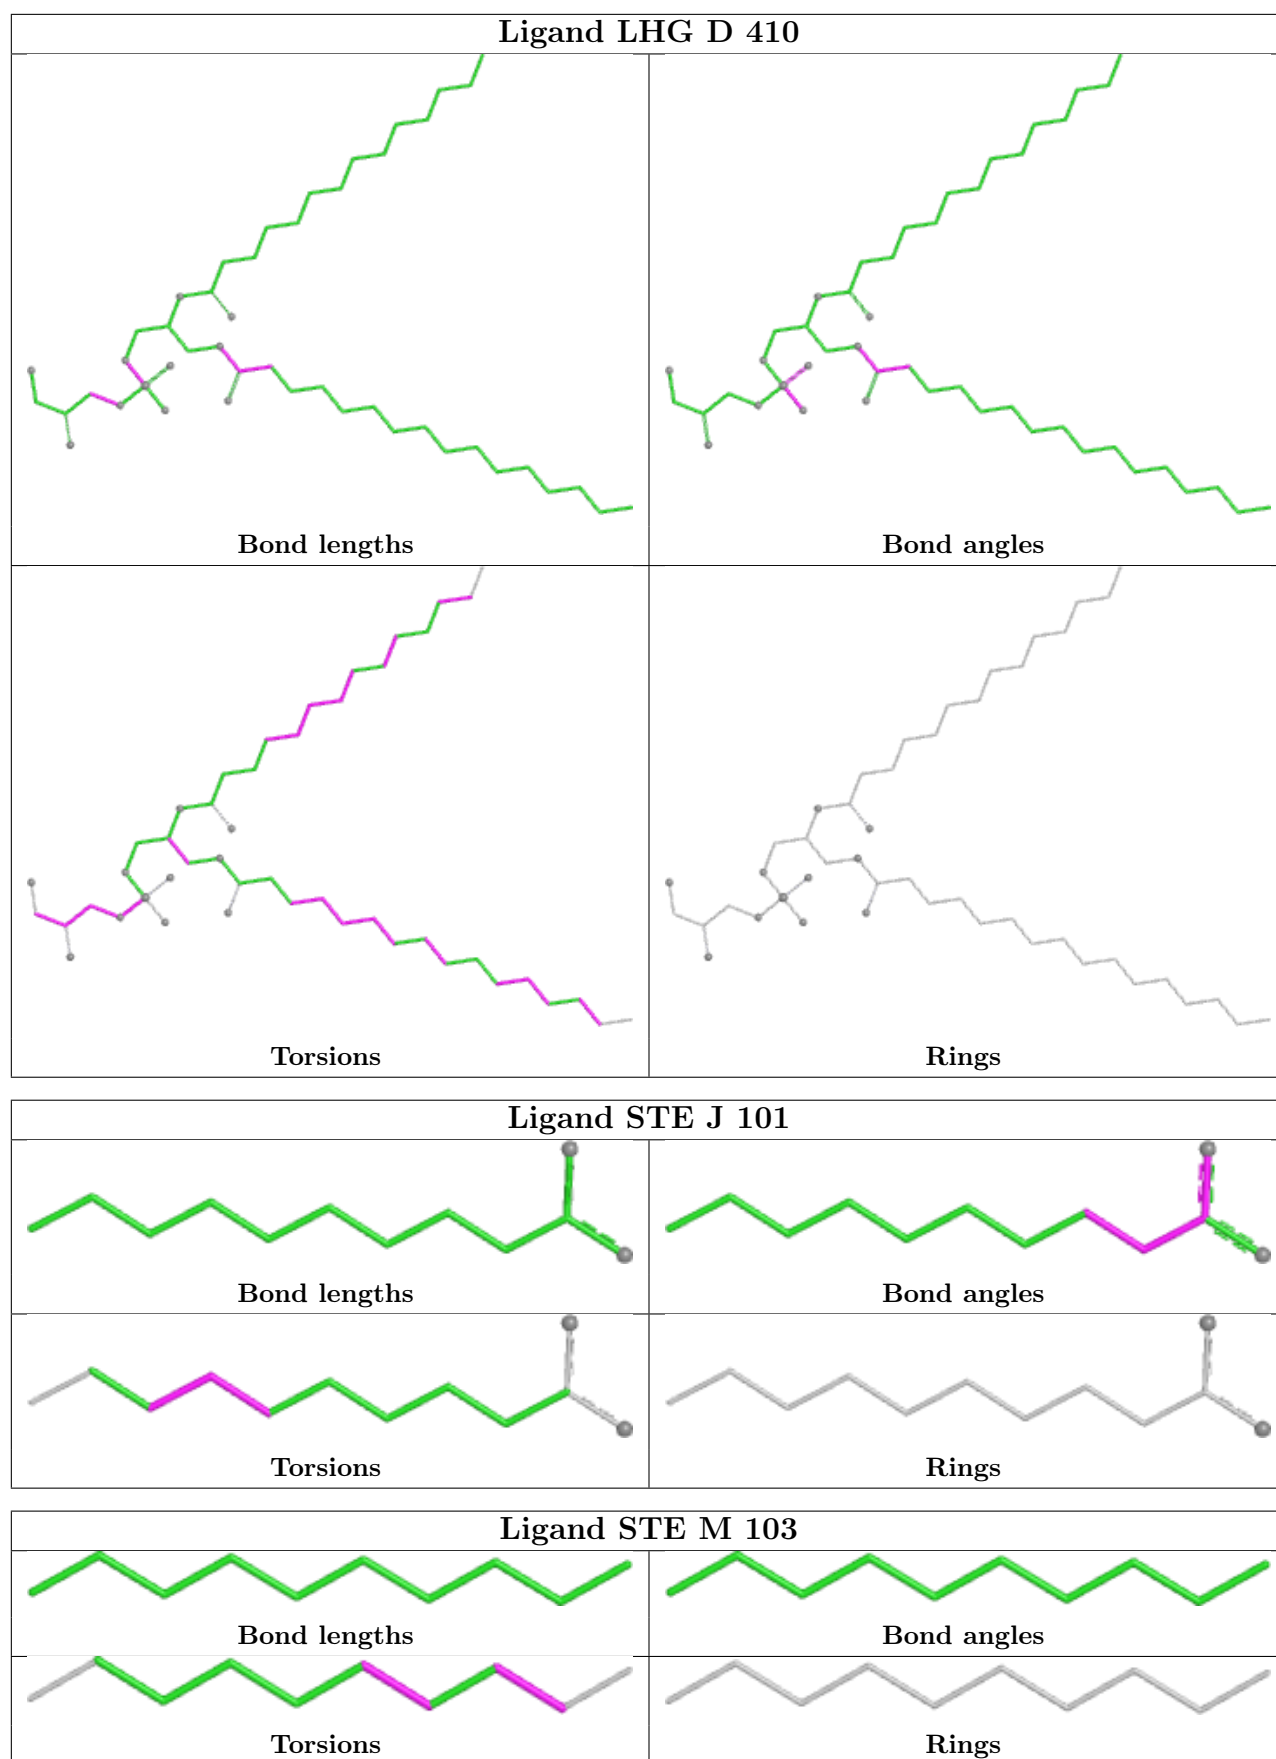 Ligand LHG D 410
Bond lengths
Bond angles
Torsions
Rings
Ligand STE J 101
Bond lengths
Bond angles
Torsions
Rings
Ligand STE M 103
Bond lengths
Bond angles
Torsions
Rings